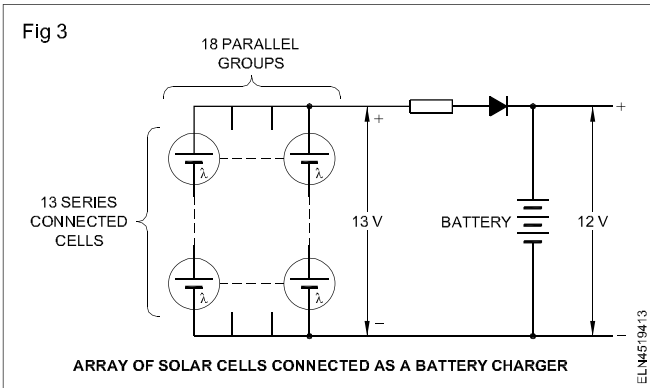 Fig 3
18 PARALLEL
GROUPS
13 SERIES
CONNECTED
CELLS
λ
λ
λ
λ
+
13 V
−
BATTERY
+
12 V
−
ARRAY OF SOLAR CELLS CONNECTED AS A BATTERY CHARGER
ELN4519413